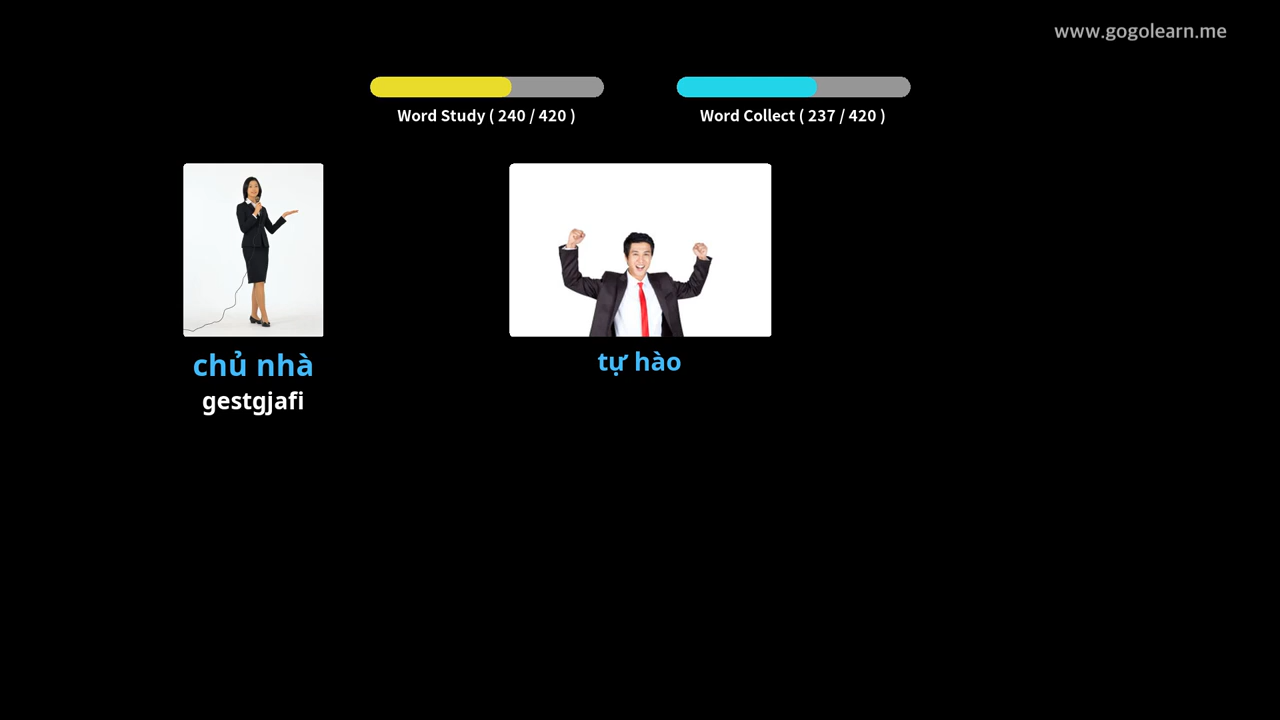 www.gogolearn.me
Word Study ( 240 / 420 )
Word Collect ( 237 / 420 )
chủ nhà
gestgjafi
tự hào